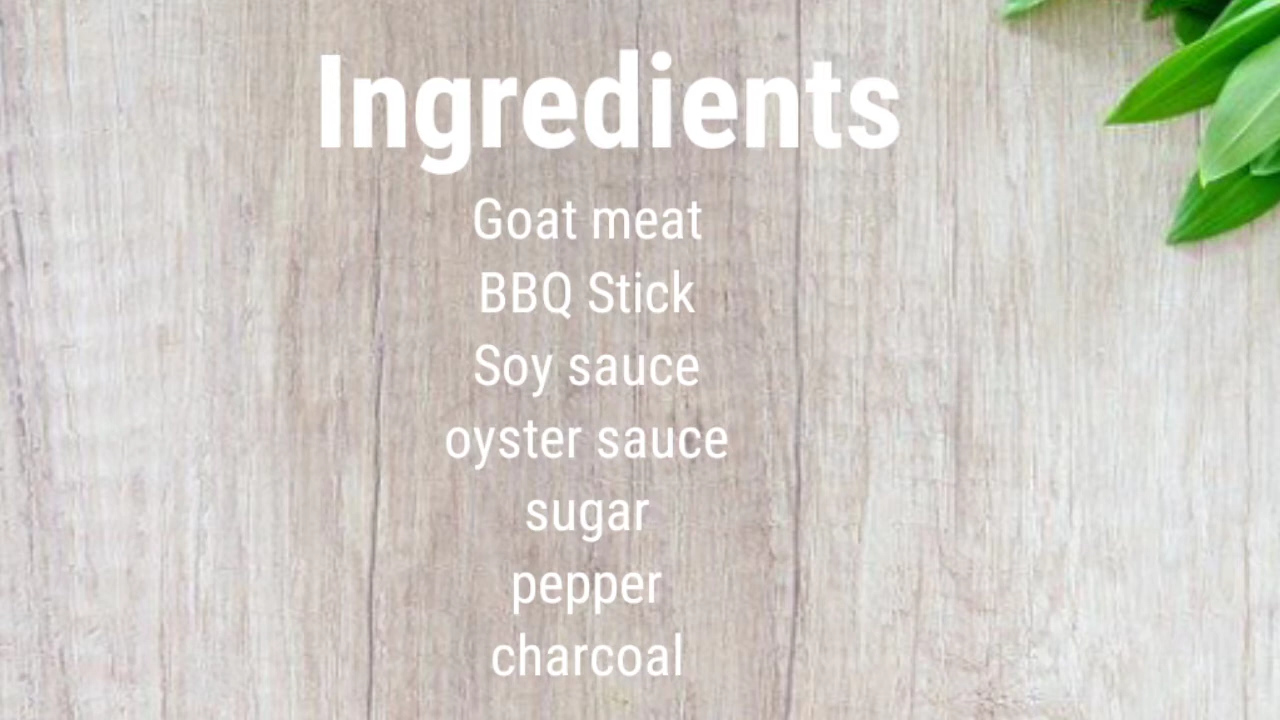 Ingredients
Goat meat
BBQ Stick
Soy sauce
oyster sauce
sugar
pepper
charcoal